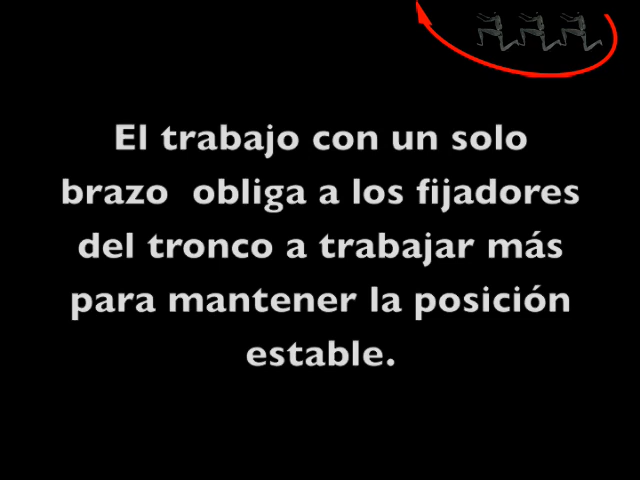 El trabajo con un solo
brazo  obliga a los fijadores
del tronco a trabajar más
para mantener la posición
estable.